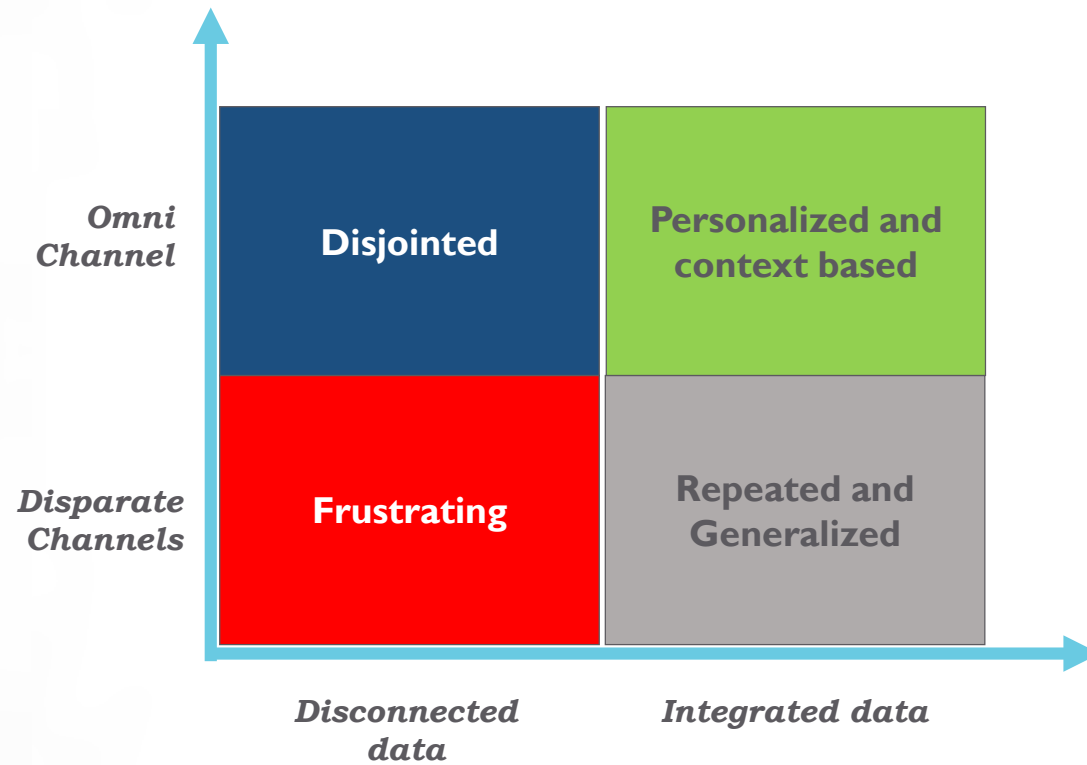 Omni
Channel
Disjointed
Personalized and
context based
Disparate
Channels
Frustrating
Repeated and
Generalized
Disconnected
data
Integrated data